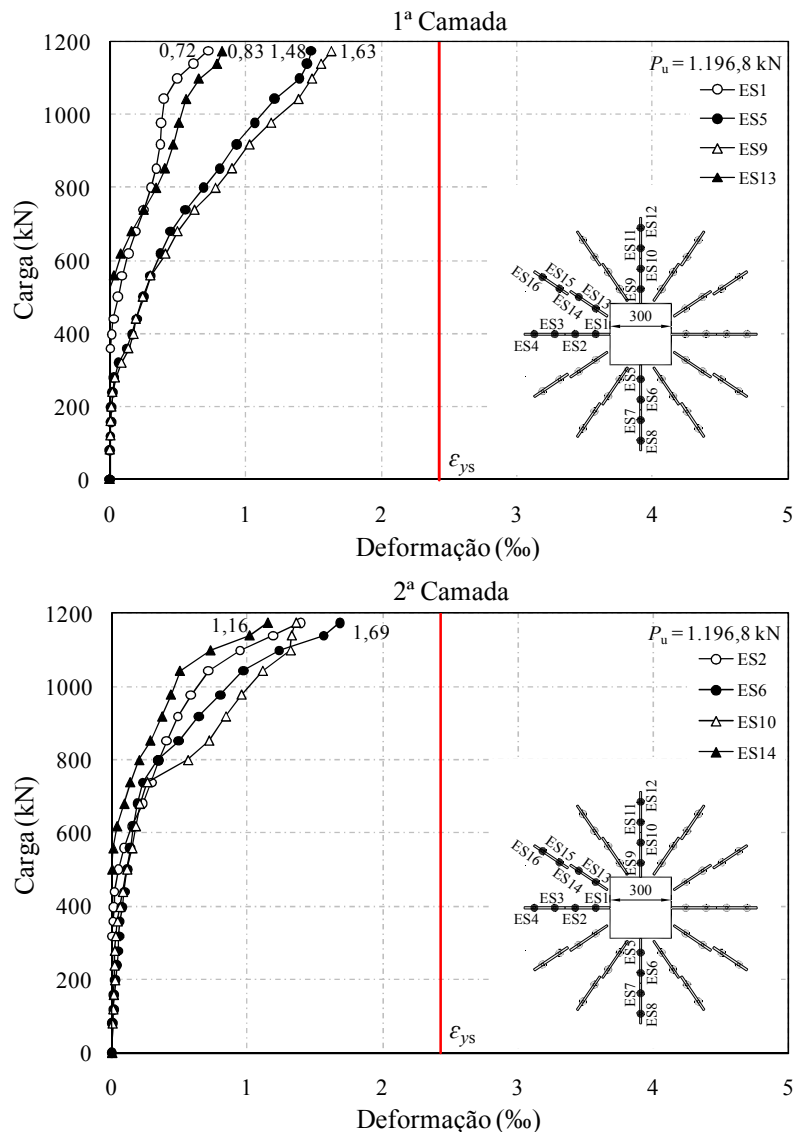 1ª Camada
1200
1000
800
600
400
200
0
Carga (kN)
0,72
0,83
1,48
1,63
P_u = 1.196,8 kN
ES1
ES5
ES9
ES13
ES12
ES11
ES10
ES9
ES16
ES15
ES14
ES13
300
ES4
ES3
ES2
ES1
ES5
ES6
ES7
ES8
ε_ys
0 1 2 3 4 5
Deformação (‰)
2ª Camada
1200
1000
800
600
400
200
0
Carga (kN)
1,16
1,69
P_u = 1.196,8 kN
ES2
ES6
ES10
ES14
ES12
ES11
ES10
ES9
ES16
ES15
ES14
ES13
300
ES4
ES3
ES2
ES1
ES5
ES6
ES7
ES8
ε_ys
0 1 2 3 4 5
Deformação (‰)